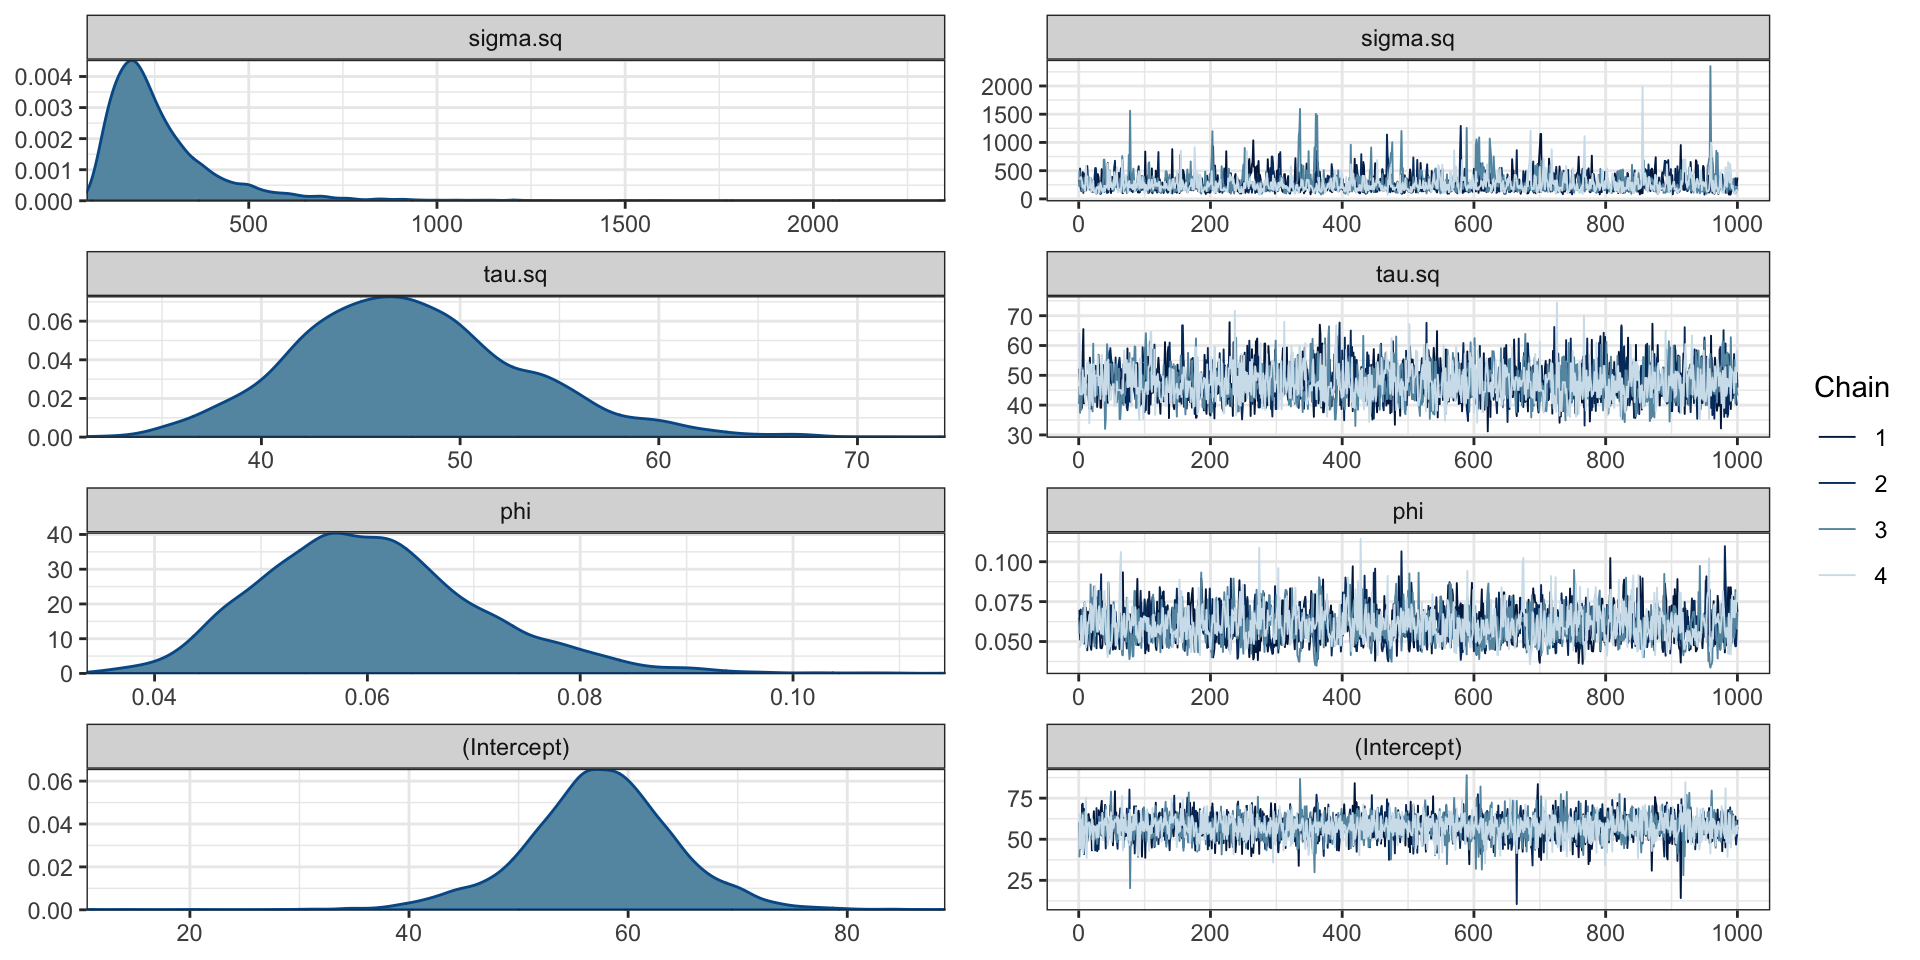 sigma.sq
0.004
0.003
0.002
0.001
0.000
500 1000 1500 2000
sigma.sq
2000
1500
1000
500
0
0 200 400 600 800 1000
tau.sq
0.06
0.04
0.02
0.00
40 50 60 70
tau.sq
70
60
50
40
30
0 200 400 600 800 1000
phi
40
30
20
10
0
0.04 0.06 0.08 0.10
phi
0.100
0.075
0.050
0 200 400 600 800 1000
(Intercept)
0.06
0.04
0.02
0.00
20 40 60 80
(Intercept)
75
50
25
0 200 400 600 800 1000
Chain
1
2
3
4